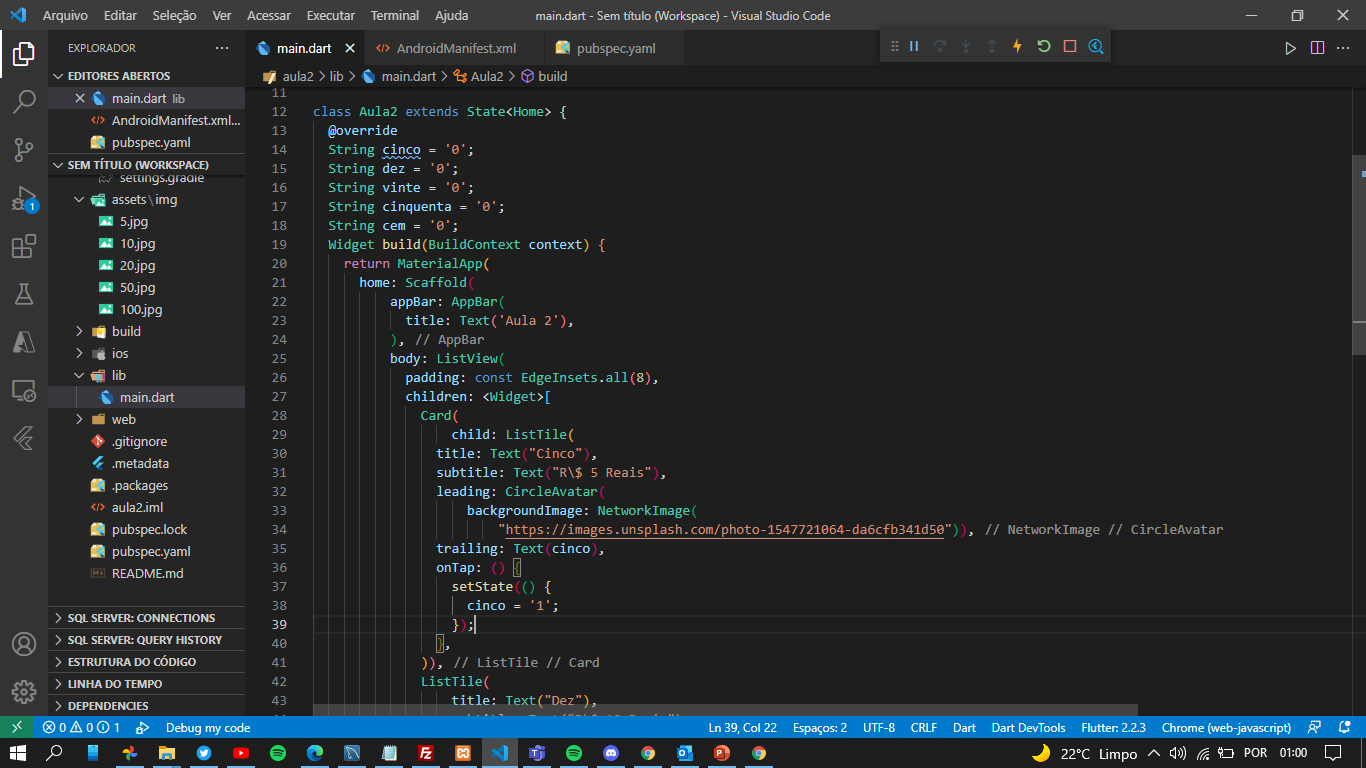 Arquivo Editar Seleção Ver Acessar Executar Terminal Ajuda main.dart - Sem título (Workspace) - Visual Studio Code
EXPLORADOR
EDITORES ABERTOS
main.dart lib
AndroidManifest.xml...
pubspec.yaml
SEM TÍTULO (WORKSPACE)
settings.gradle
assets\img
5.jpg
10.jpg
20.jpg
50.jpg
100.jpg
build
ios
lib
main.dart
web
.gitignore
.metadata
.packages
aula2.iml
pubspec.lock
pubspec.yaml
README.md
SQL SERVER: CONNECTIONS
SQL SERVER: QUERY HISTORY
ESTRUTURA DO CÓDIGO
LINHA DO TEMPO
DEPENDENCIES
1
main.dart AndroidManifest.xml pubspec.yaml
aula2 > lib > main.dart > Aula2 > build
11
12 class Aula2 extends State<Home> {
13 @override
14 String cinco = '0';
15 String dez = '0';
16 String vinte = '0';
17 String cinquenta = '0';
18 String cem = '0';
19 Widget build(BuildContext context) {
20 return MaterialApp(
21 home: Scaffold(
22 appBar: AppBar(
23 title: Text('Aula 2'),
24 ), // AppBar
25 body: ListView(
26 padding: const EdgeInsets.all(8),
27 children: <Widget>[
28 Card(
29 child: ListTile(
30 title: Text("Cinco"),
31 subtitle: Text("R\$ 5 Reais"),
32 leading: CircleAvatar(
33 backgroundImage: NetworkImage(
34 "https://images.unsplash.com/photo-1547721064-da6cfb341d50")), // NetworkImage // CircleAvatar
35 trailing: Text(cinco),
36 onTap: () {
37 setState(() {
38 cinco = '1';
39 });
40 },
41 )), // ListTile // Card
42 ListTile(
43 title: Text("Dez"),
0 0 1 Debug my code Ln 39, Col 22 Espaços: 2 UTF-8 CRLF Dart Dart DevTools Flutter: 2.2.3 Chrome (web-javascript)
22°C Limpo POR 01:00